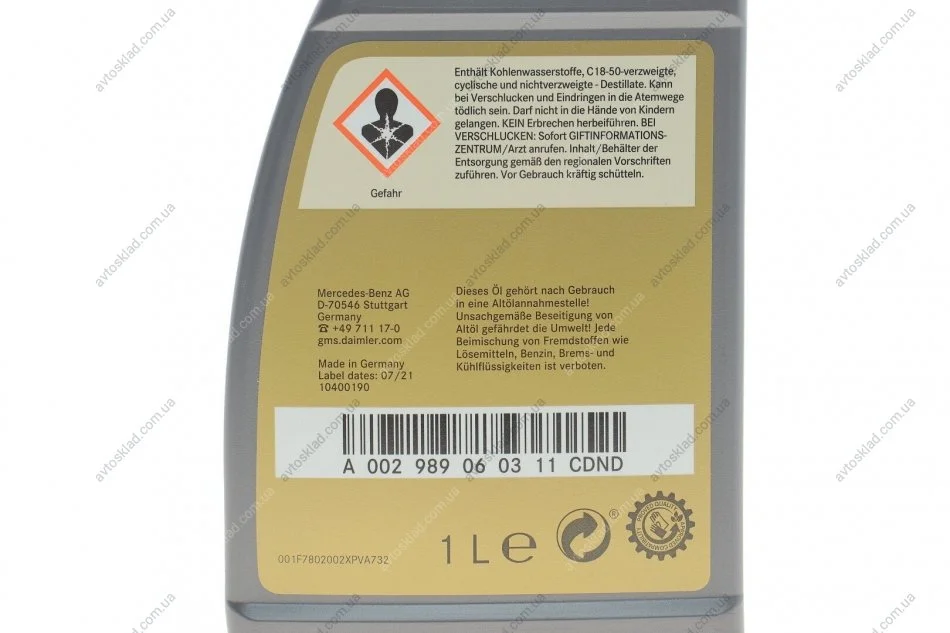 Enthält Kohlenwasserstoffe, C18-50-verzweigte,
cyclische und nichtverzweigte - Destillate. Kann
bei Verschlucken und Eindringen in die Atemwege
tödlich sein. Darf nicht in die Hände von Kindern
gelangen. KEIN Erbrechen herbeiführen. BEI
VERSCHLUCKEN: Sofort GIFTINFORMATIONS-
ZENTRUM/Arzt anrufen. Inhalt/Behälter der
Entsorgung gemäß den regionalen Vorschriften
zuführen. Vor Gebrauch kräftig schütteln.
Gefahr
Mercedes-Benz AG
D-70546 Stuttgart
Germany
☎ +49 711 17-0
gms.daimler.com
Made in Germany
Label dates: 07/21
10400190
Dieses Öl gehört nach Gebrauch
in eine Altölannahmestelle!
Unsachgemäße Beseitigung von
Altöl gefährdet die Umwelt! Jede
Beimischung von Fremdstoffen wie
Lösemitteln, Benzin, Brems- und
Kühlflüssigkeiten ist verboten.
A 002 989 06 03 11 CDND
001F7802002XPVA732
1 L e
®
PROVED QUALITY
APPROVED COMPATIBILITY
avtosklad.com.ua